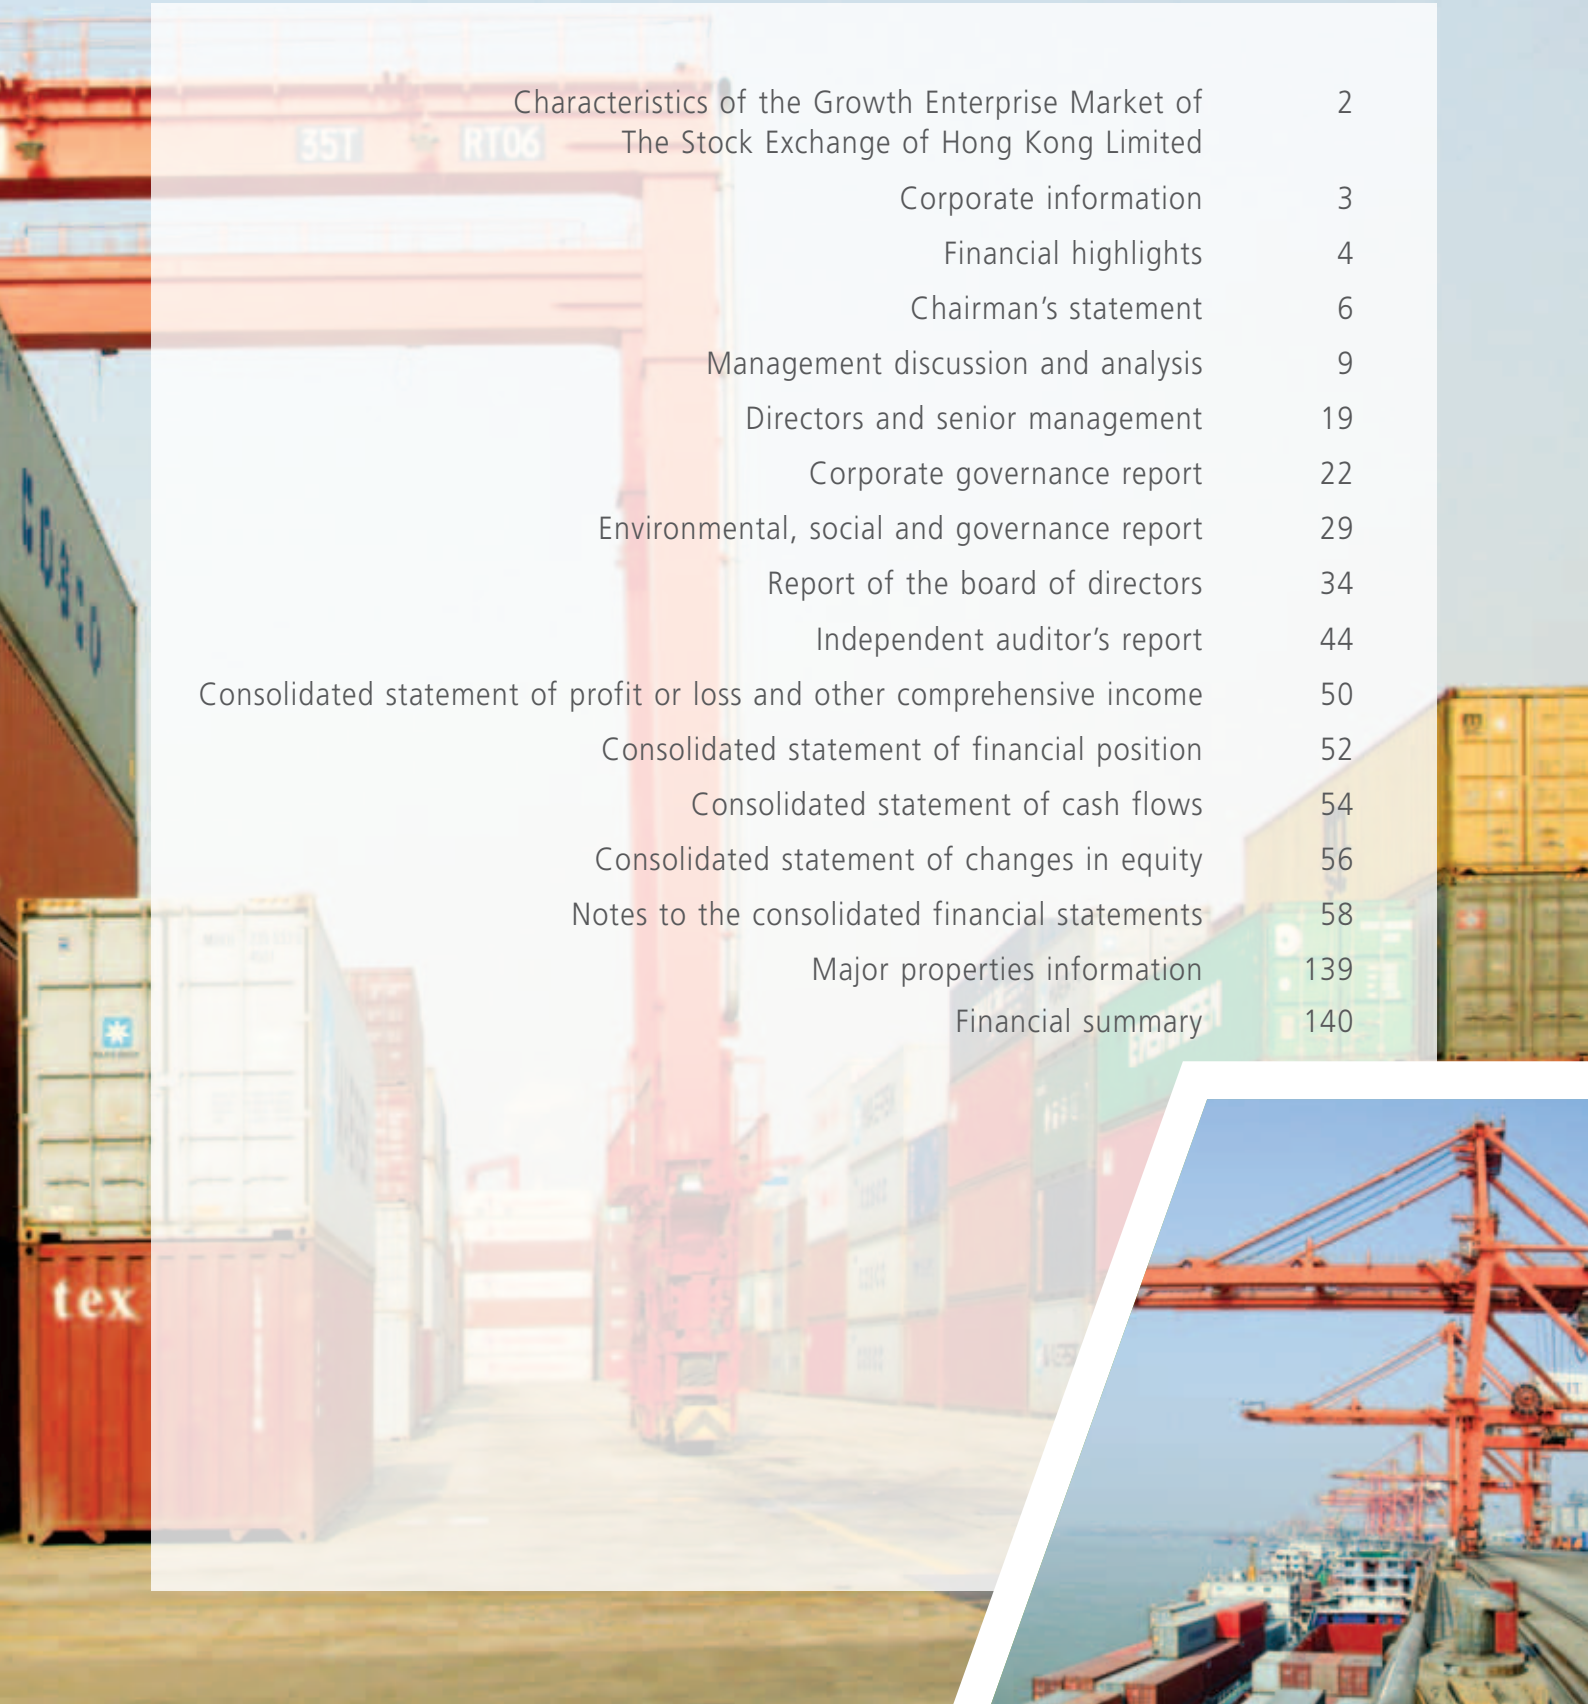 35T RT06
Characteristics of the Growth Enterprise Market of 2
The Stock Exchange of Hong Kong Limited
Corporate information 3
Financial highlights 4
Chairman’s statement 6
Management discussion and analysis 9
Directors and senior management 19
Corporate governance report 22
Environmental, social and governance report 29
Report of the board of directors 34
Independent auditor’s report 44
Consolidated statement of profit or loss and other comprehensive income 50
Consolidated statement of financial position 52
Consolidated statement of cash flows 54
Consolidated statement of changes in equity 56
Notes to the consolidated financial statements 58
Major properties information 139
Financial summary 140
tex